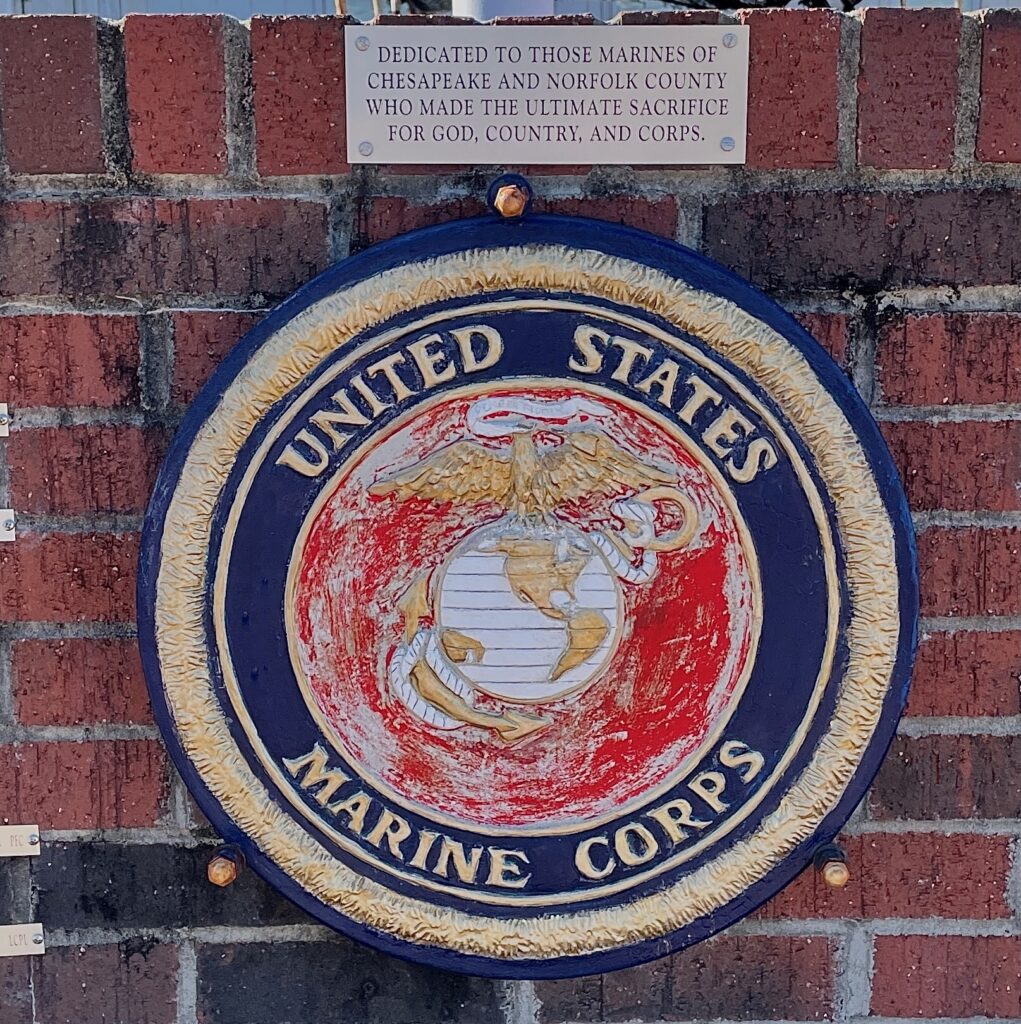 DEDICATED TO THOSE MARINES OF
CHESAPEAKE AND NORFOLK COUNTY
WHO MADE THE ULTIMATE SACRIFICE
FOR GOD, COUNTRY, AND CORPS.
UNITED STATES
MARINE CORPS
PFC
LCPL